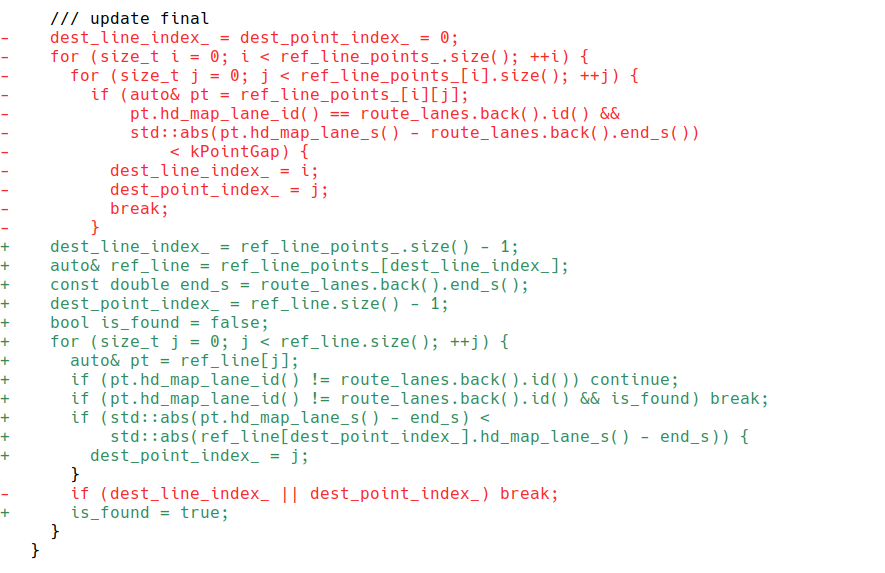 /// update final
-    dest_line_index_ = dest_point_index_ = 0;
-    for (size_t i = 0; i < ref_line_points_.size(); ++i) {
-      for (size_t j = 0; j < ref_line_points_[i].size(); ++j) {
-        if (auto& pt = ref_line_points_[i][j];
-            pt.hd_map_lane_id() == route_lanes.back().id() &&
-            std::abs(pt.hd_map_lane_s() - route_lanes.back().end_s())
-                < kPointGap) {
-          dest_line_index_ = i;
-          dest_point_index_ = j;
-          break;
-        }
+    dest_line_index_ = ref_line_points_.size() - 1;
+    auto& ref_line = ref_line_points_[dest_line_index_];
+    const double end_s = route_lanes.back().end_s();
+    dest_point_index_ = ref_line.size() - 1;
+    bool is_found = false;
+    for (size_t j = 0; j < ref_line.size(); ++j) {
+      auto& pt = ref_line[j];
+      if (pt.hd_map_lane_id() != route_lanes.back().id()) continue;
+      if (pt.hd_map_lane_id() != route_lanes.back().id() && is_found) break;
+      if (std::abs(pt.hd_map_lane_s() - end_s) <
+          std::abs(ref_line[dest_point_index_].hd_map_lane_s() - end_s)) {
+        dest_point_index_ = j;
       }
-      if (dest_line_index_ || dest_point_index_) break;
+      is_found = true;
     }
   }